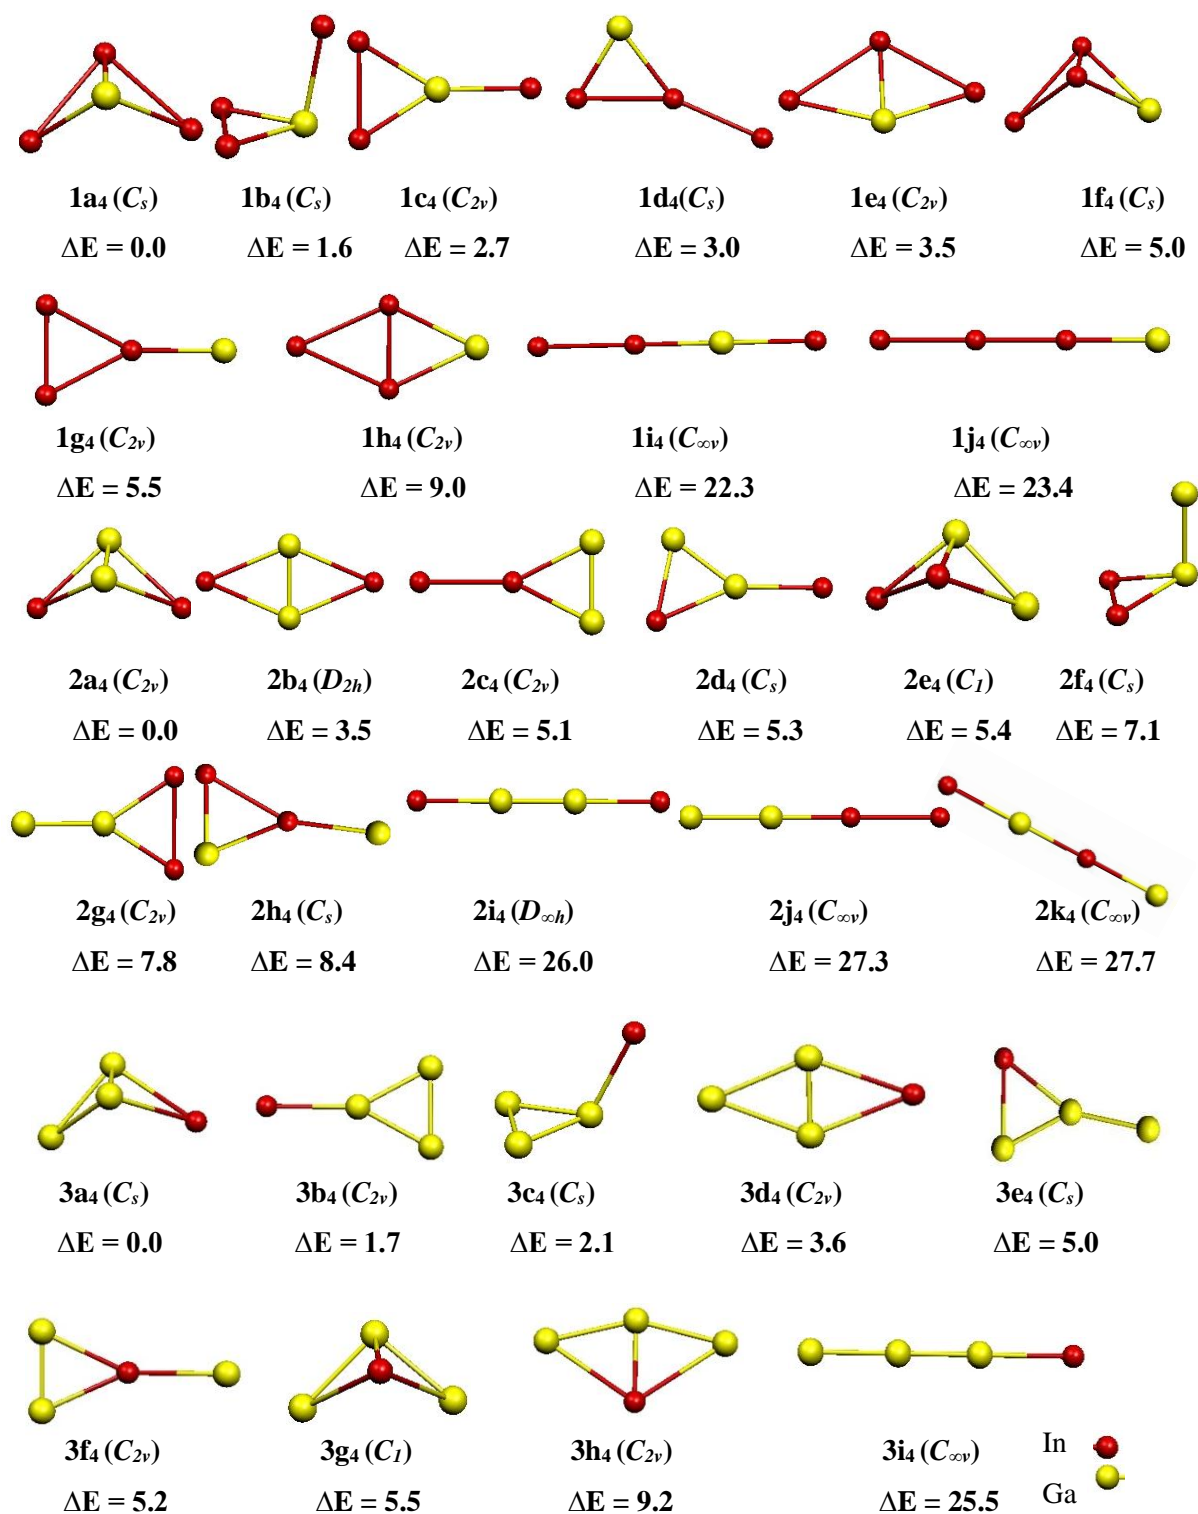 1a₄ (Cₛ) 1b₄ (Cₛ) 1c₄ (C₂ᵥ) 1d₄(Cₛ) 1e₄ (C₂ᵥ) 1f₄ (Cₛ)
ΔE = 0.0 ΔE = 1.6 ΔE = 2.7 ΔE = 3.0 ΔE = 3.5 ΔE = 5.0
1g₄ (C₂ᵥ) 1h₄ (C₂ᵥ) 1i₄ (C∞ᵥ) 1j₄ (C∞ᵥ)
ΔE = 5.5 ΔE = 9.0 ΔE = 22.3 ΔE = 23.4
2a₄ (C₂ᵥ) 2b₄ (D₂ₕ) 2c₄ (C₂ᵥ) 2d₄ (Cₛ) 2e₄ (C₁) 2f₄ (Cₛ)
ΔE = 0.0 ΔE = 3.5 ΔE = 5.1 ΔE = 5.3 ΔE = 5.4 ΔE = 7.1
2g₄ (C₂ᵥ) 2h₄ (Cₛ) 2i₄ (D∞ₕ) 2j₄ (C∞ᵥ) 2k₄ (C∞ᵥ)
ΔE = 7.8 ΔE = 8.4 ΔE = 26.0 ΔE = 27.3 ΔE = 27.7
3a₄ (Cₛ) 3b₄ (C₂ᵥ) 3c₄ (Cₛ) 3d₄ (C₂ᵥ) 3e₄ (Cₛ)
ΔE = 0.0 ΔE = 1.7 ΔE = 2.1 ΔE = 3.6 ΔE = 5.0
3f₄ (C₂ᵥ) 3g₄ (C₁) 3h₄ (C₂ᵥ) 3i₄ (C∞ᵥ) In
ΔE = 5.2 ΔE = 5.5 ΔE = 9.2 ΔE = 25.5 Ga